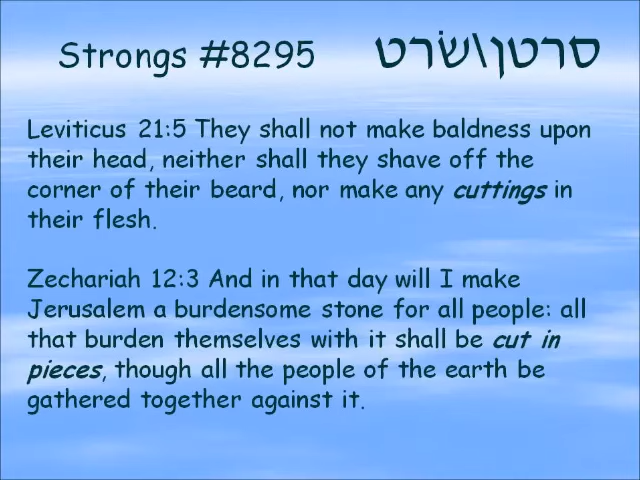 Strongs #8295 סרטן\שׂרט
Leviticus 21:5 They shall not make baldness upon
their head, neither shall they shave off the
corner of their beard, nor make any cuttings in
their flesh.
Zechariah 12:3 And in that day will I make
Jerusalem a burdensome stone for all people: all
that burden themselves with it shall be cut in
pieces, though all the people of the earth be
gathered together against it.